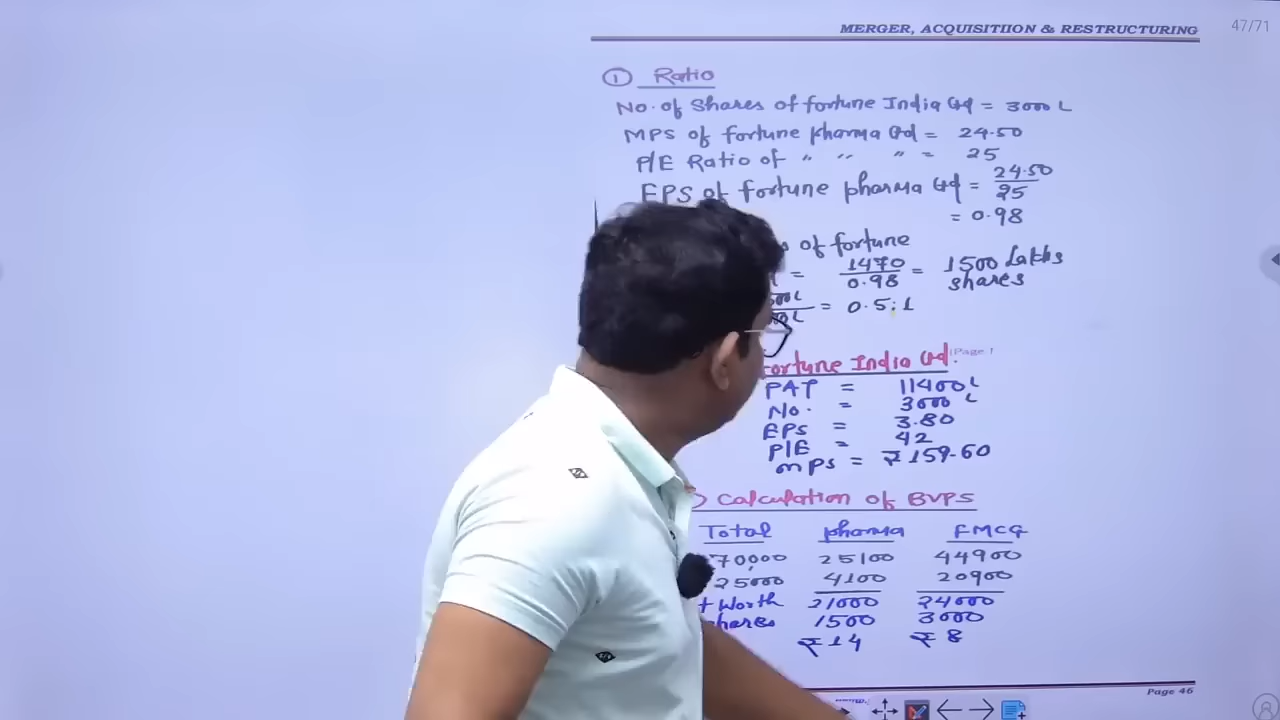 MERGER, ACQUISITIION & RESTRUCTURING 47/71
① Ratio
No. of Shares of fortune India Ltd = 3000 L
MPS of fortune Pharma Ltd = 24.50
P/E Ratio of " " " = 25
EPS of fortune pharma Ltd = 24.50 / 25
= 0.98
of fortune
= 1470 / 0.98 = 1500 Lakhs shares
= 0.5:1
Fortune India Ltd.
PAT = 11400 L
No. = 3000 L
EPS = 3.80
P/E = 42
mps = ₹ 159.60
Calculation of BVPS
Total pharma FMCG
70,000 25100 44900
25000 4100 20900
Worth 21000 24000
shares 1500 3000
₹ 14 ₹ 8
Page 46